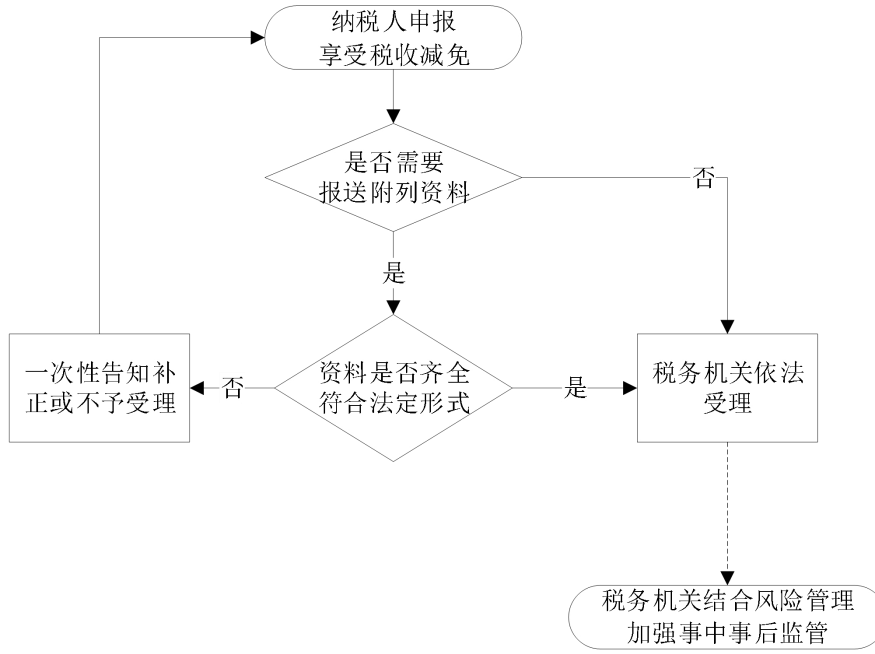 纳税人申报
享受税收减免
是否需要
报送附列资料
否
是
一次性告知补
正或不予受理
否
资料是否齐全
符合法定形式
是
税务机关依法
受理
税务机关结合风险管理
加强事中事后监管